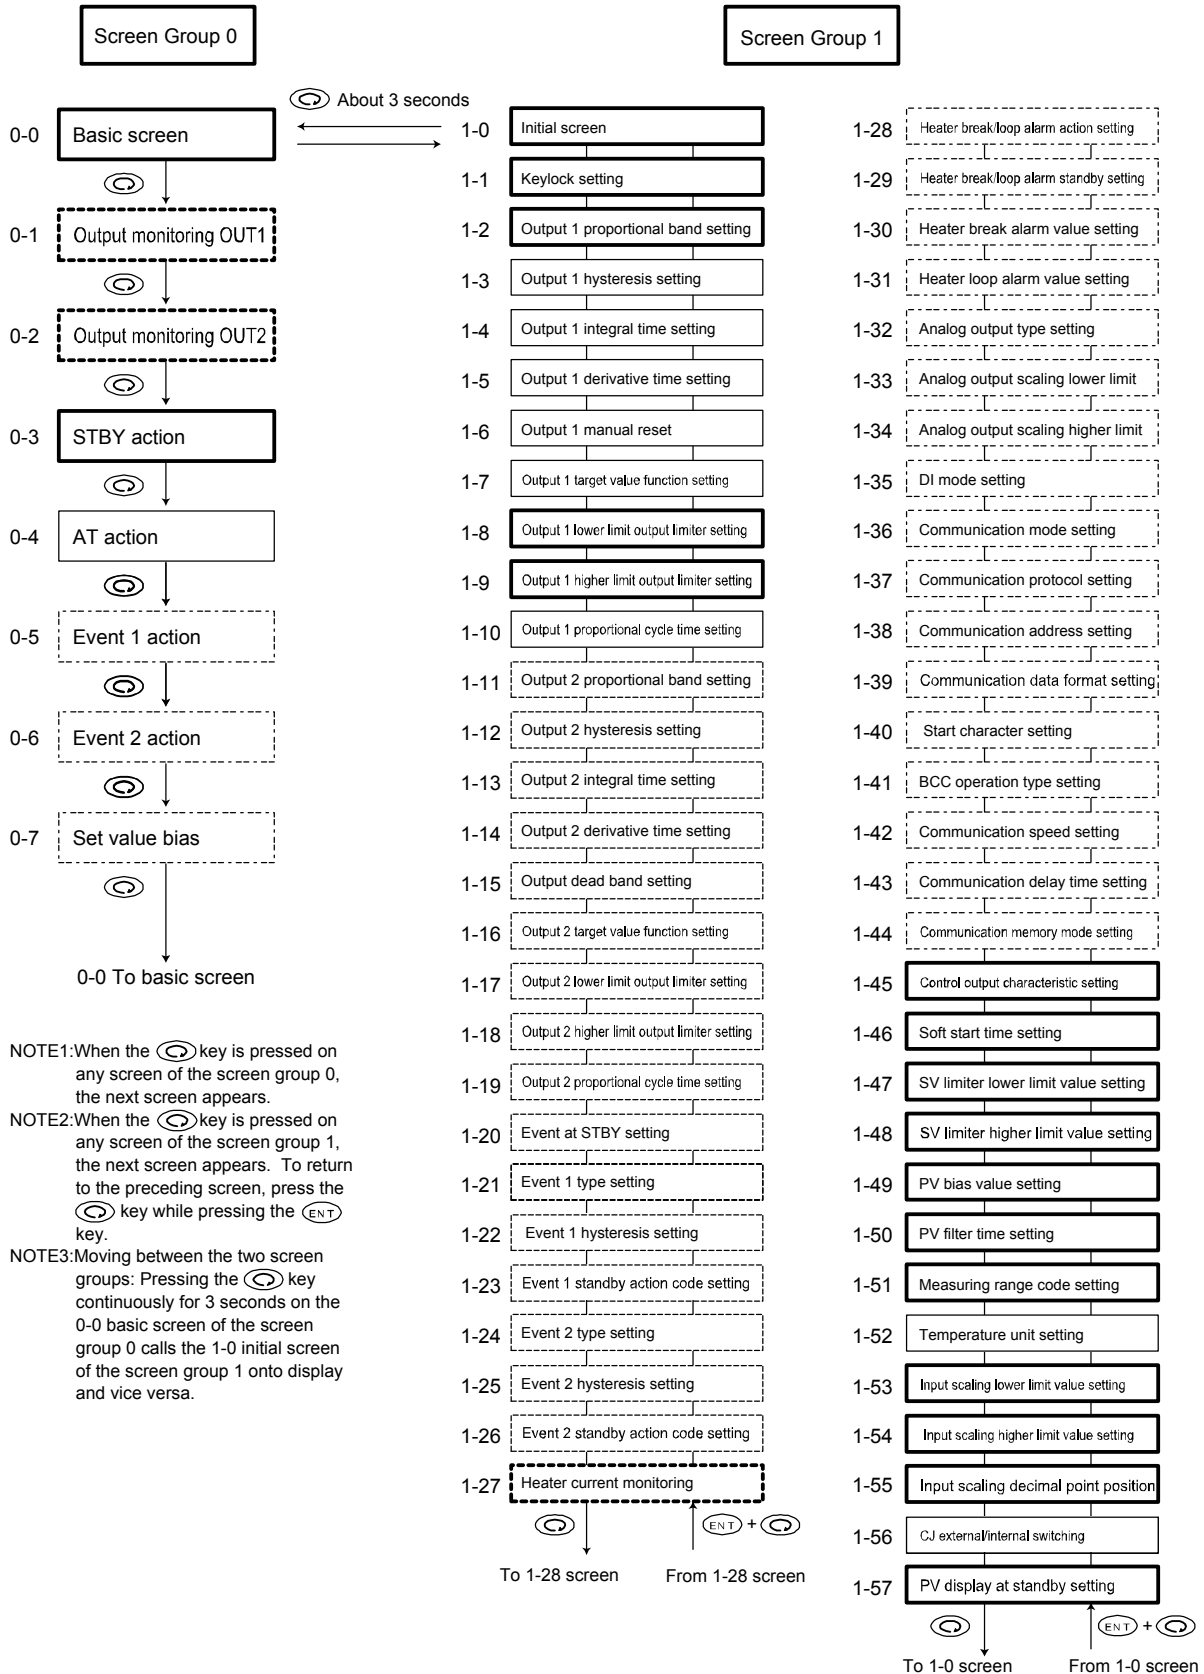 Screen Group 0
0-0 Basic screen
0-1 Output monitoring OUT1
0-2 Output monitoring OUT2
0-3 STBY action
0-4 AT action
0-5 Event 1 action
0-6 Event 2 action
0-7 Set value bias
0-0 To basic screen
NOTE1:When the key is pressed on
any screen of the screen group 0,
the next screen appears.
NOTE2:When the key is pressed on
any screen of the screen group 1,
the next screen appears. To return
to the preceding screen, press the
key while pressing the ENT
key.
NOTE3:Moving between the two screen
groups: Pressing the key
continuously for 3 seconds on the
0-0 basic screen of the screen
group 0 calls the 1-0 initial screen
of the screen group 1 onto display
and vice versa.
About 3 seconds
Screen Group 1
1-0 Initial screen
1-1 Keylock setting
1-2 Output 1 proportional band setting
1-3 Output 1 hysteresis setting
1-4 Output 1 integral time setting
1-5 Output 1 derivative time setting
1-6 Output 1 manual reset
1-7 Output 1 target value function setting
1-8 Output 1 lower limit output limiter setting
1-9 Output 1 higher limit output limiter setting
1-10 Output 1 proportional cycle time setting
1-11 Output 2 proportional band setting
1-12 Output 2 hysteresis setting
1-13 Output 2 integral time setting
1-14 Output 2 derivative time setting
1-15 Output dead band setting
1-16 Output 2 target value function setting
1-17 Output 2 lower limit output limiter setting
1-18 Output 2 higher limit output limiter setting
1-19 Output 2 proportional cycle time setting
1-20 Event at STBY setting
1-21 Event 1 type setting
1-22 Event 1 hysteresis setting
1-23 Event 1 standby action code setting
1-24 Event 2 type setting
1-25 Event 2 hysteresis setting
1-26 Event 2 standby action code setting
1-27 Heater current monitoring
ENT +
To 1-28 screen From 1-28 screen
1-28 Heater break/loop alarm action setting
1-29 Heater break/loop alarm standby setting
1-30 Heater break alarm value setting
1-31 Heater loop alarm value setting
1-32 Analog output type setting
1-33 Analog output scaling lower limit
1-34 Analog output scaling higher limit
1-35 DI mode setting
1-36 Communication mode setting
1-37 Communication protocol setting
1-38 Communication address setting
1-39 Communication data format setting
1-40 Start character setting
1-41 BCC operation type setting
1-42 Communication speed setting
1-43 Communication delay time setting
1-44 Communication memory mode setting
1-45 Control output characteristic setting
1-46 Soft start time setting
1-47 SV limiter lower limit value setting
1-48 SV limiter higher limit value setting
1-49 PV bias value setting
1-50 PV filter time setting
1-51 Measuring range code setting
1-52 Temperature unit setting
1-53 Input scaling lower limit value setting
1-54 Input scaling higher limit value setting
1-55 Input scaling decimal point position
1-56 CJ external/internal switching
1-57 PV display at standby setting
ENT +
To 1-0 screen From 1-0 screen